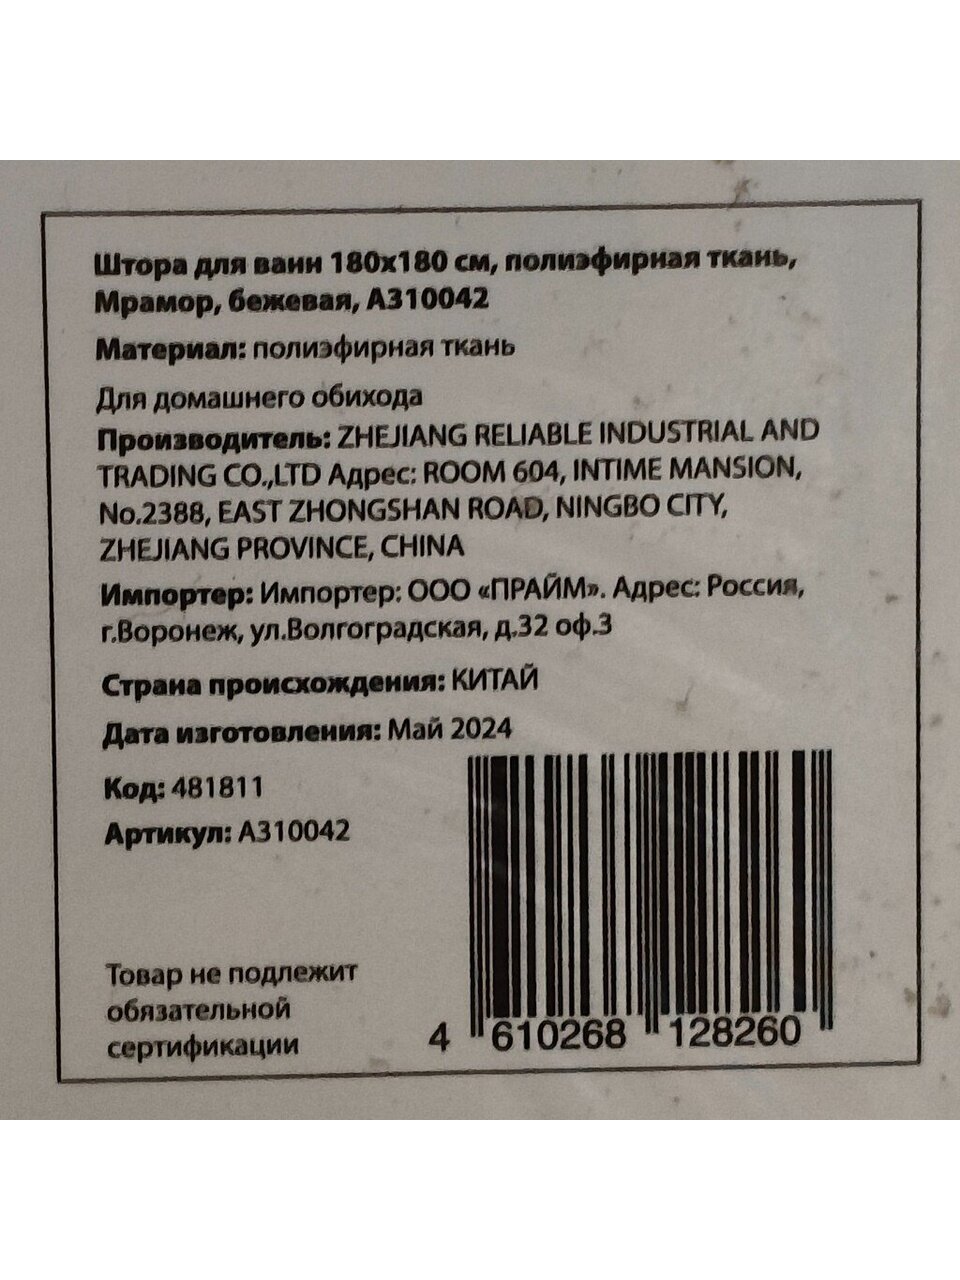 Штора для ванн 180х180 см, полиэфирная ткань,
Мрамор, бежевая, А310042
Материал: полиэфирная ткань
Для домашнего обихода
Производитель: ZHEJIANG RELIABLE INDUSTRIAL AND
TRADING CO.,LTD Адрес: ROOM 604, INTIME MANSION,
No.2388, EAST ZHONGSHAN ROAD, NINGBO CITY,
ZHEJIANG PROVINCE, CHINA
Импортер: Импортер: ООО «ПРАЙМ». Адрес: Россия,
г.Воронеж, ул.Волгоградская, д.32 оф.3
Страна происхождения: КИТАЙ
Дата изготовления: Май 2024
Код: 481811
Артикул: А310042
Товар не подлежит
обязательной
сертификации
4 610268 128260